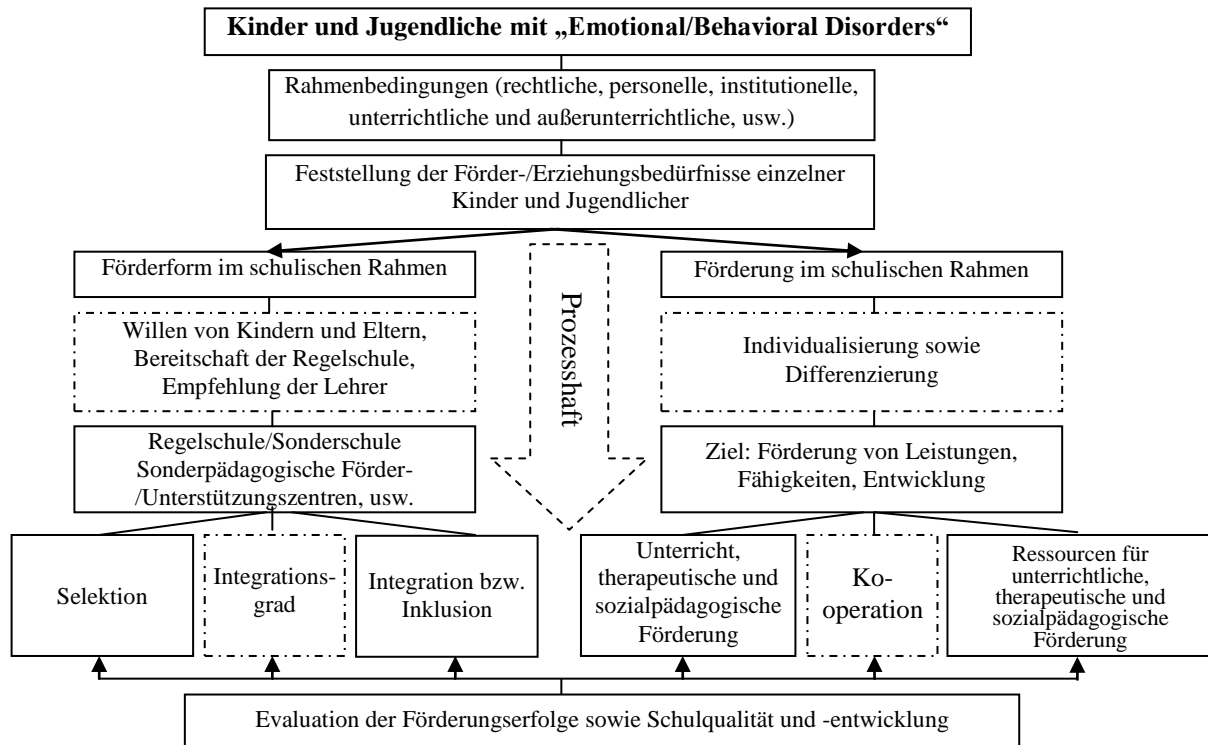 Kinder und Jugendliche mit „Emotional/Behavioral Disorders“
Rahmenbedingungen (rechtliche, personelle, institutionelle,
unterrichtliche und außerunterrichtliche, usw.)
Feststellung der Förder-/Erziehungsbedürfnisse einzelner
Kinder und Jugendlicher
Förderform im schulischen Rahmen
Willen von Kindern und Eltern,
Bereitschaft der Regelschule,
Empfehlung der Lehrer
Regelschule/Sonderschule
Sonderpädagogische Förder-
/Unterstützungszentren, usw.
Selektion
Integrations-
grad
Integration bzw.
Inklusion
Prozesshaft
Förderung im schulischen Rahmen
Individualisierung sowie
Differenzierung
Ziel: Förderung von Leistungen,
Fähigkeiten, Entwicklung
Unterricht,
therapeutische und
sozialpädagogische
Förderung
Ko-
operation
Ressourcen für
unterrichtliche,
therapeutische und
sozialpädagogische
Förderung
Evaluation der Förderungserfolge sowie Schulqualität und -entwicklung